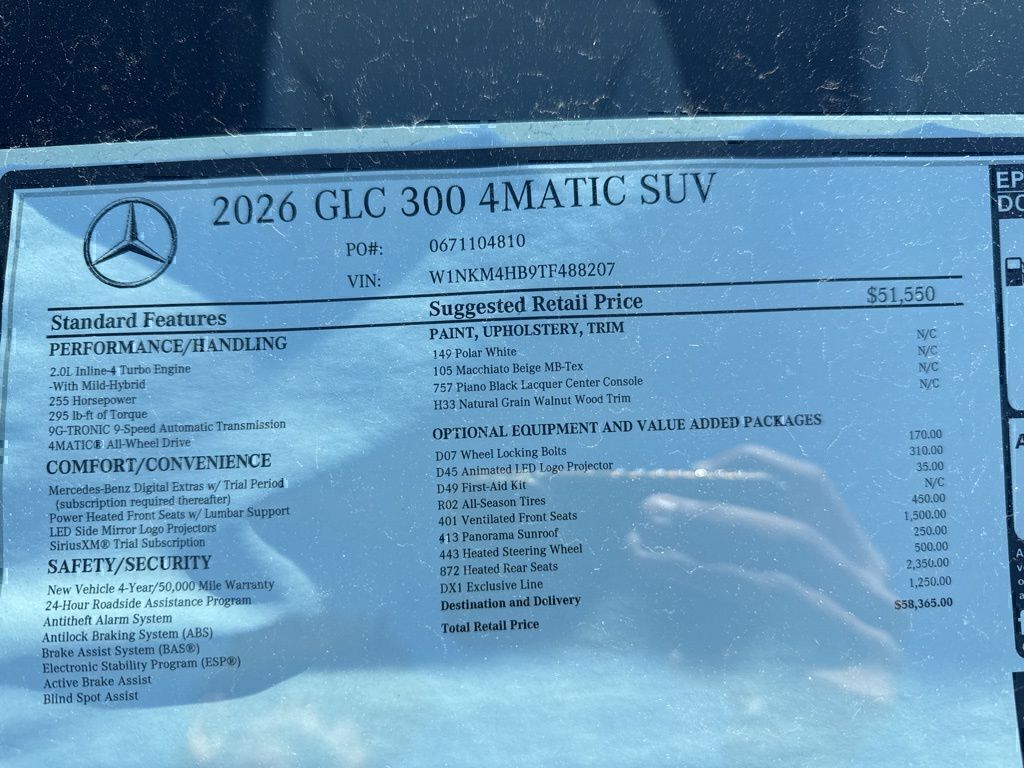 2026 GLC 300 4MATIC SUV
PO#: 0671104810
VIN: W1NKM4HB9TF488207
Standard Features
PERFORMANCE/HANDLING
2.0L Inline-4 Turbo Engine
-With Mild-Hybrid
255 Horsepower
295 lb-ft of Torque
9G-TRONIC 9-Speed Automatic Transmission
4MATIC® All-Wheel Drive
COMFORT/CONVENIENCE
Mercedes-Benz Digital Extras w/ Trial Period
(subscription required thereafter)
Power Heated Front Seats w/ Lumbar Support
LED Side Mirror Logo Projectors
SiriusXM® Trial Subscription
SAFETY/SECURITY
New Vehicle 4-Year/50,000 Mile Warranty
24-Hour Roadside Assistance Program
Antitheft Alarm System
Antilock Braking System (ABS)
Brake Assist System (BAS®)
Electronic Stability Program (ESP®)
Active Brake Assist
Blind Spot Assist
Suggested Retail Price $51,550
PAINT, UPHOLSTERY, TRIM
149 Polar White N/C
105 Macchiato Beige MB-Tex N/C
757 Piano Black Lacquer Center Console N/C
H33 Natural Grain Walnut Wood Trim N/C
OPTIONAL EQUIPMENT AND VALUE ADDED PACKAGES
D07 Wheel Locking Bolts 170.00
D45 Animated LED Logo Projector 310.00
D49 First-Aid Kit 35.00
R02 All-Season Tires N/C
401 Ventilated Front Seats 450.00
413 Panorama Sunroof 1,500.00
443 Heated Steering Wheel 250.00
872 Heated Rear Seats 500.00
DX1 Exclusive Line 2,350.00
Destination and Delivery 1,250.00
Total Retail Price $58,365.00
EP
DO